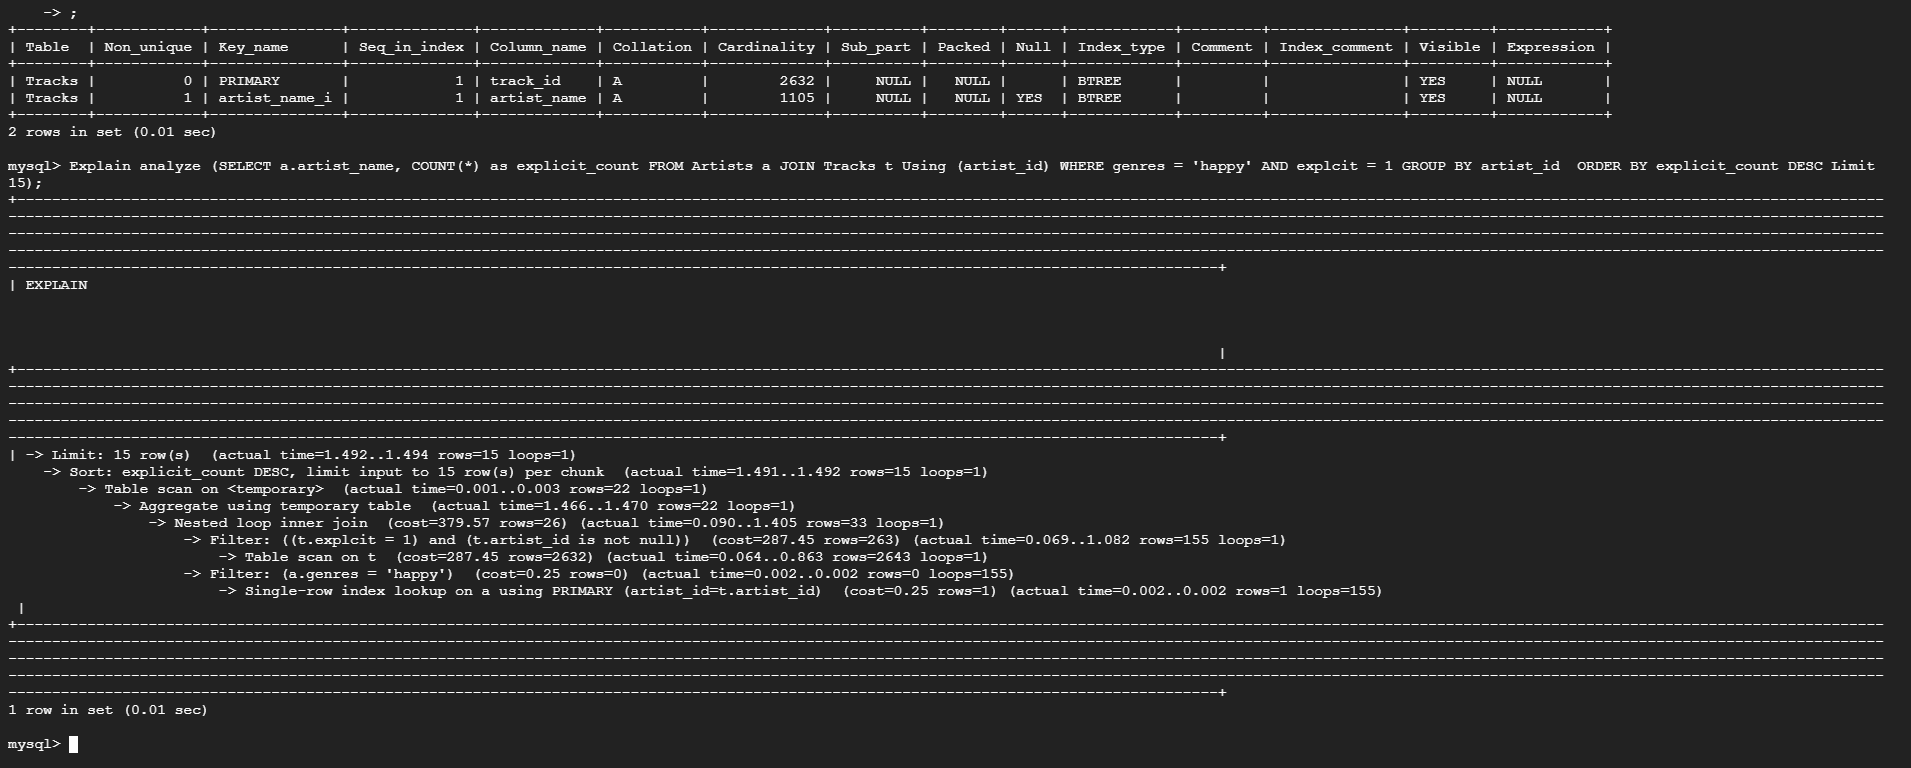 -> ;
+--------+------------+---------------+--------------+-------------+-----------+-------------+----------+--------+------+------------+---------+---------------+---------+------------+
| Table  | Non_unique | Key_name      | Seq_in_index | Column_name | Collation | Cardinality | Sub_part | Packed | Null | Index_type | Comment | Index_comment | Visible | Expression |
+--------+------------+---------------+--------------+-------------+-----------+-------------+----------+--------+------+------------+---------+---------------+---------+------------+
| Tracks |          0 | PRIMARY       |            1 | track_id    | A         |        2632 |     NULL |   NULL |      | BTREE      |         |               | YES     | NULL       |
| Tracks |          1 | artist_name_i |            1 | artist_name | A         |        1105 |     NULL |   NULL | YES  | BTREE      |         |               | YES     | NULL       |
+--------+------------+---------------+--------------+-------------+-----------+-------------+----------+--------+------+------------+---------+---------------+---------+------------+
2 rows in set (0.01 sec)
mysql> Explain analyze (SELECT a.artist_name, COUNT(*) as explicit_count FROM Artists a JOIN Tracks t Using (artist_id) WHERE genres = 'happy' AND explcit = 1 GROUP BY artist_id  ORDER BY explicit_count DESC Limit
15);
| EXPLAIN
|
| -> Limit: 15 row(s)  (actual time=1.492..1.494 rows=15 loops=1)
    -> Sort: explicit_count DESC, limit input to 15 row(s) per chunk  (actual time=1.491..1.492 rows=15 loops=1)
        -> Table scan on <temporary>  (actual time=0.001..0.003 rows=22 loops=1)
            -> Aggregate using temporary table  (actual time=1.466..1.470 rows=22 loops=1)
                -> Nested loop inner join  (cost=379.57 rows=26) (actual time=0.090..1.405 rows=33 loops=1)
                    -> Filter: ((t.explcit = 1) and (t.artist_id is not null))  (cost=287.45 rows=263) (actual time=0.069..1.082 rows=155 loops=1)
                        -> Table scan on t  (cost=287.45 rows=2632) (actual time=0.064..0.863 rows=2643 loops=1)
                    -> Filter: (a.genres = 'happy')  (cost=0.25 rows=0) (actual time=0.002..0.002 rows=0 loops=155)
                        -> Single-row index lookup on a using PRIMARY (artist_id=t.artist_id)  (cost=0.25 rows=1) (actual time=0.002..0.002 rows=1 loops=155)
 |
1 row in set (0.01 sec)
mysql>